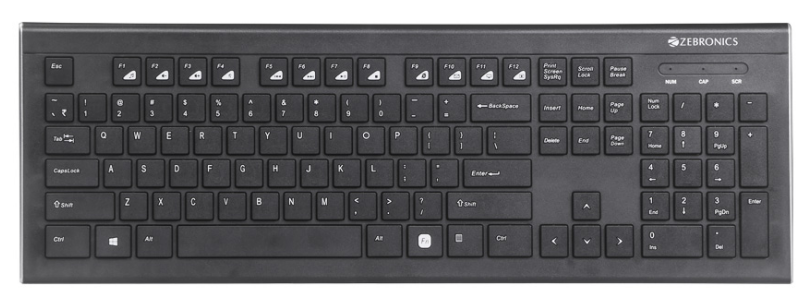 ZEBRONICS
Esc F1 F2 F3 F4 F5 F6 F7 F8 F9 F10 F11 F12 Print Screen SysRq Scroll Lock Pause Break
NUM CAP SCR
~ ` ₹ ! 1 @ 2 # 3 $ 4 % 5 ^ 6 & 7 * 8 ( 9 ) 0 _ - + = ←BackSpace Insert Home Page Up Num Lock / * -
Tab Q W E R T Y U I O P { [ } ] | \ Delete End Page Down 7 Home 8 ↑ 9 PgUp +
CapsLock A S D F G H J K L : ; " ' Enter 4 ← 5 6 →
⇧ Shift Z X C V B N M < , > . ? / ⇧ Shift 1 End 2 ↓ 3 PgDn Enter
Ctrl Alt Alt Fn Ctrl 0 Ins . Del